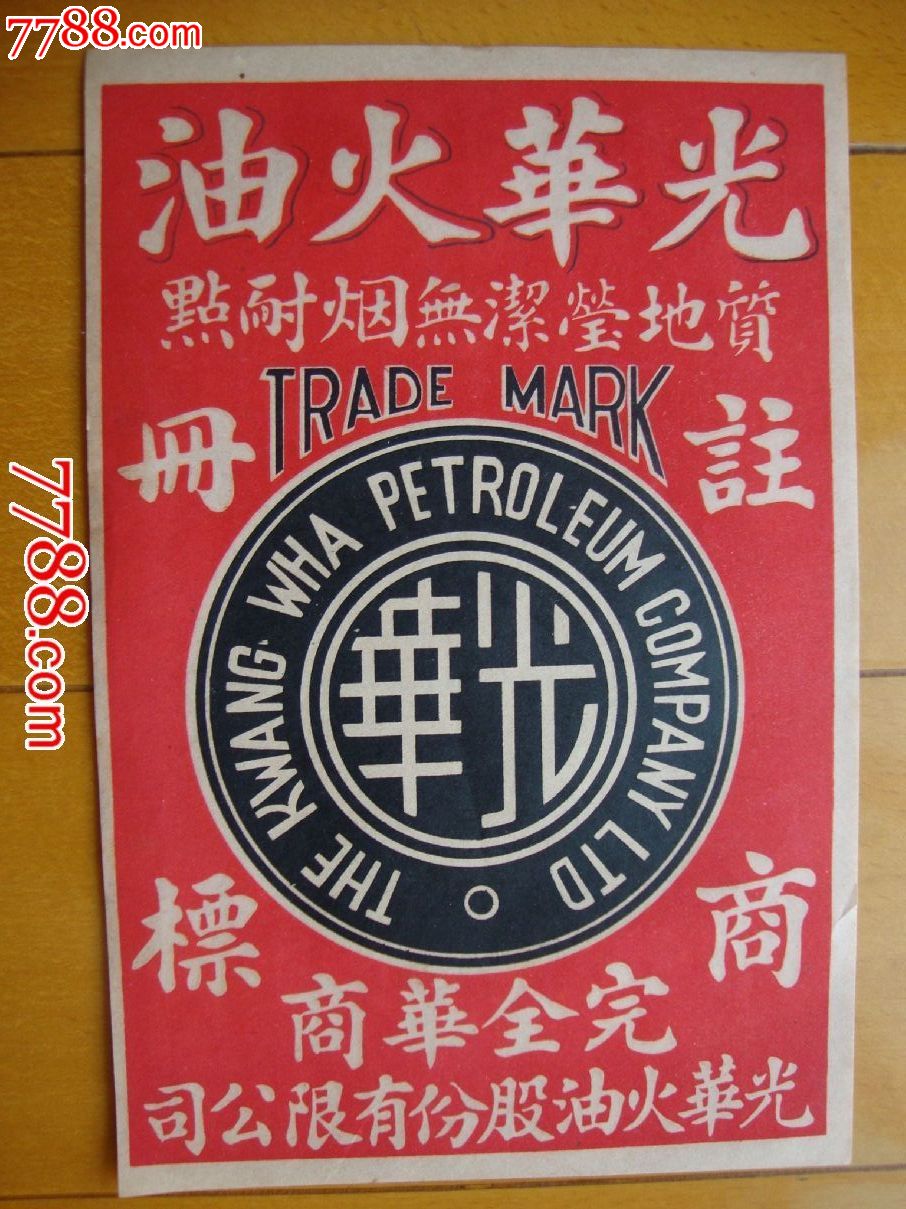 7788.com
光華火油
質地瑩潔無烟耐點
TRADE MARK
註冊
THE KWANG WHA PETROLEUM COMPANY LTD
光華
商標
完全華商
光華火油股份有限公司
7788.com